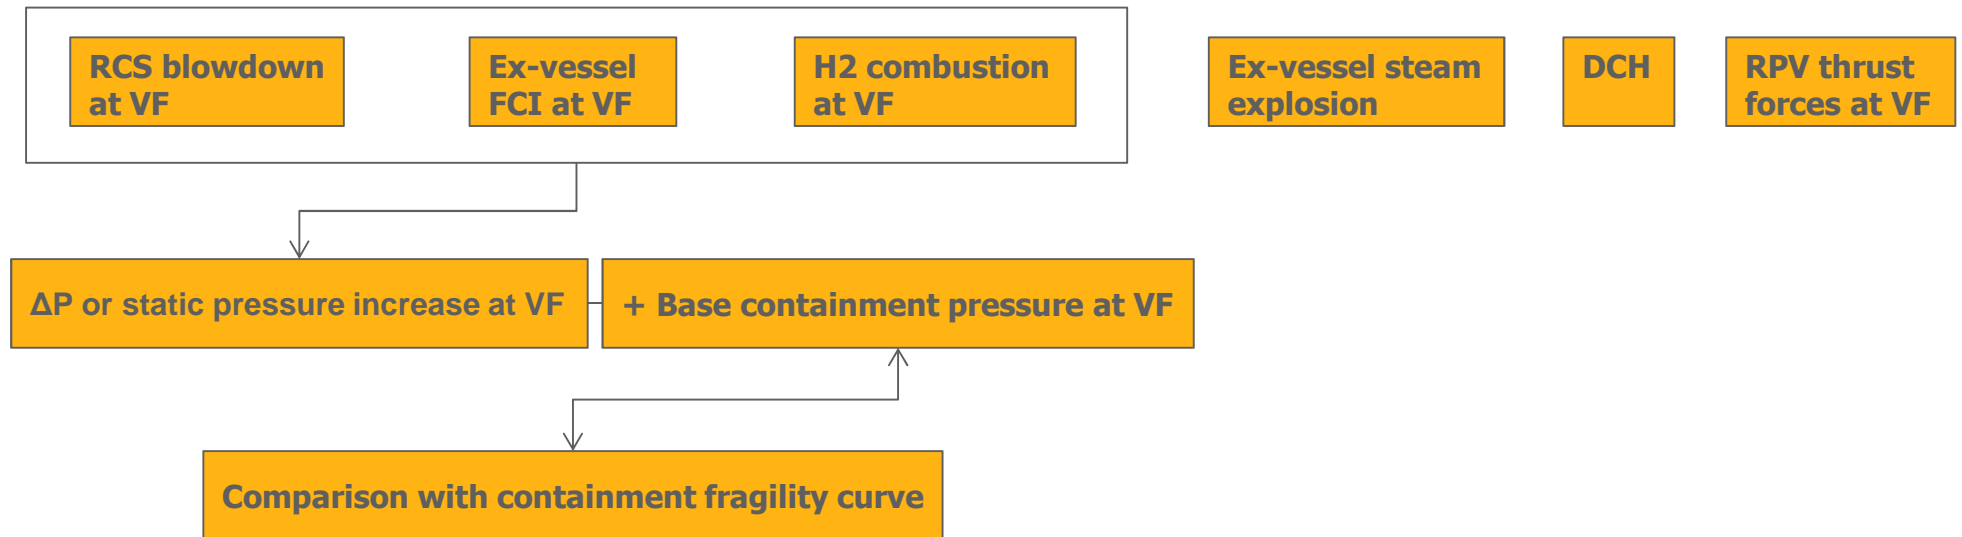 RCS blowdown
at VF
Ex-vessel
FCI at VF
H2 combustion
at VF
Ex-vessel steam
explosion
DCH
RPV thrust
forces at VF
ΔP or static pressure increase at VF
+ Base containment pressure at VF
Comparison with containment fragility curve